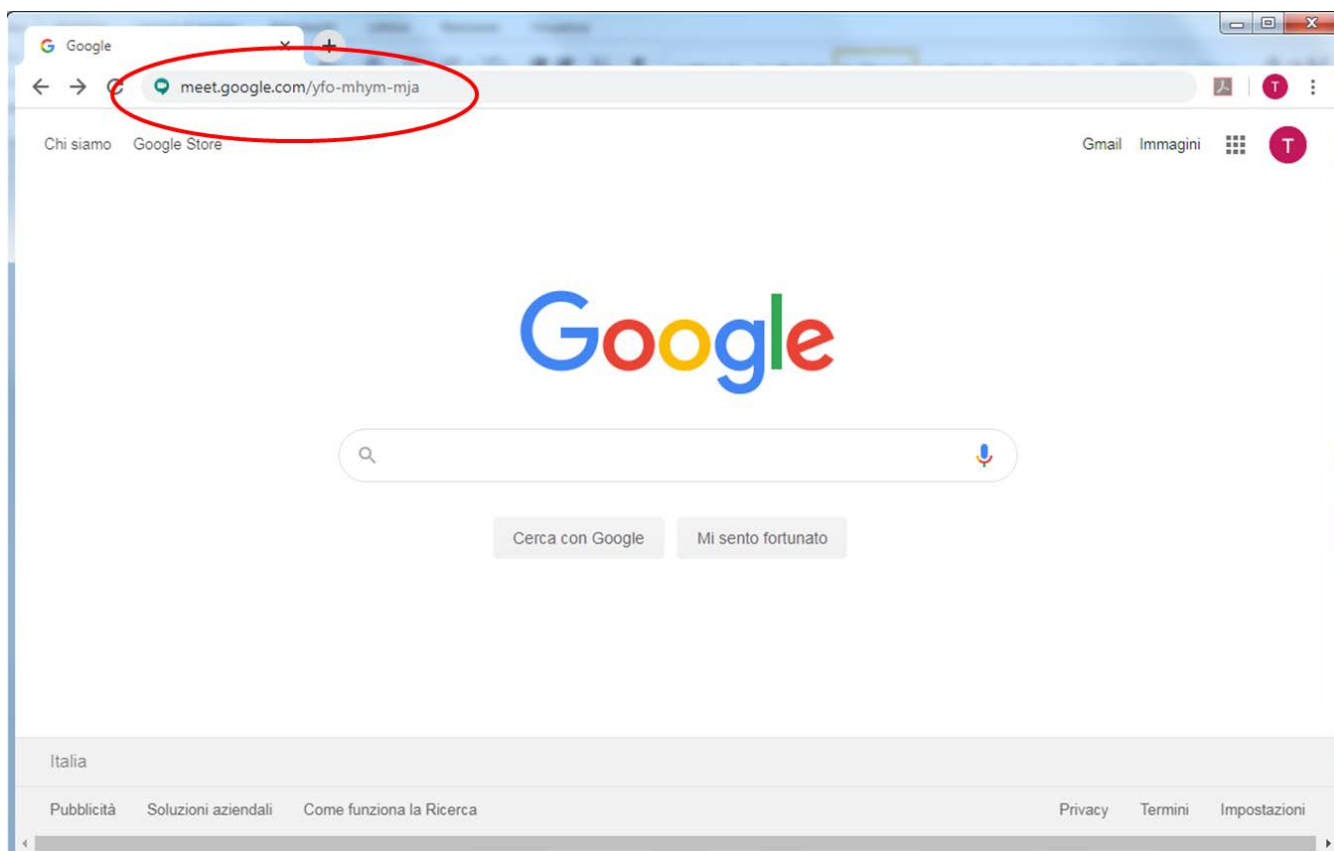 Google
meet.google.com/yfo-mhym-mja
T
Chi siamo Google Store Gmail Immagini T
Google
Cerca con Google Mi sento fortunato
Italia
Pubblicità Soluzioni aziendali Come funziona la Ricerca Privacy Termini Impostazioni